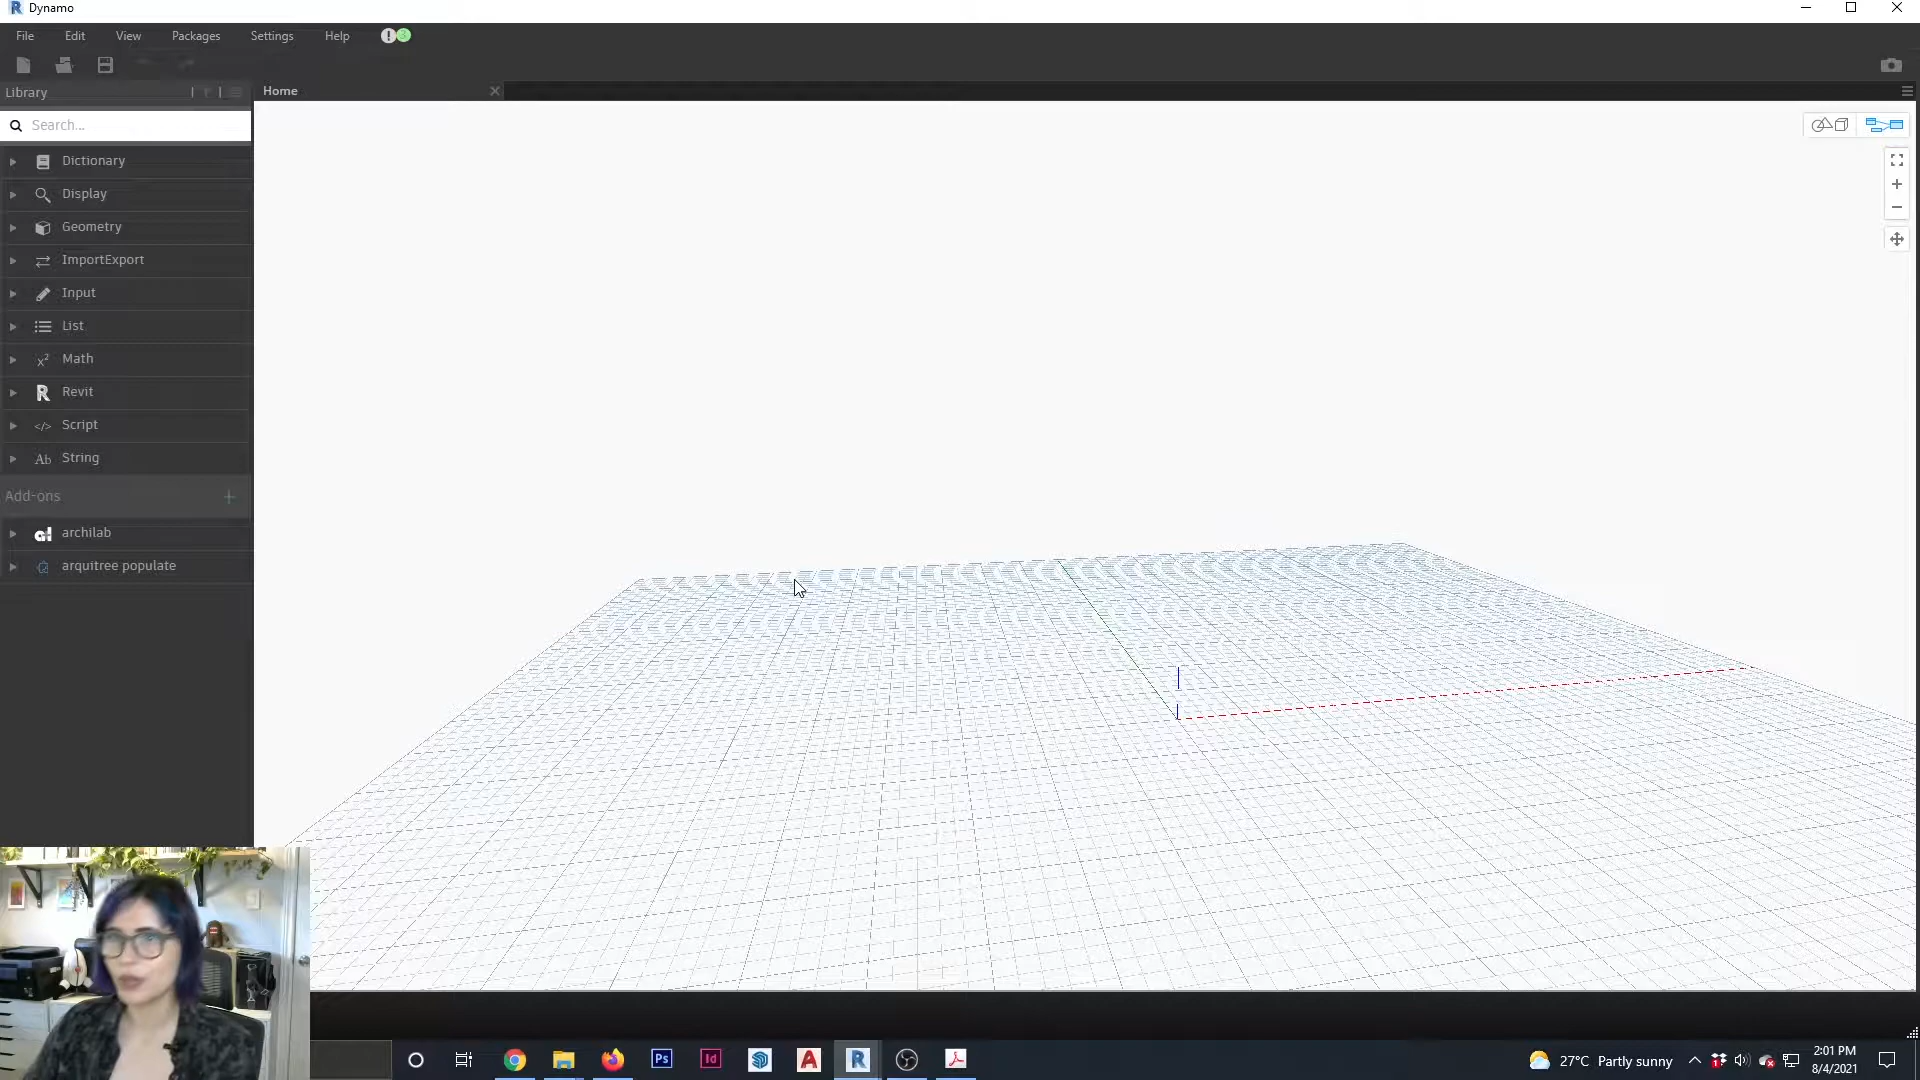 Dynamo
File Edit View Packages Settings Help ! 3
Library
Home
Search...
Dictionary
Display
Geometry
ImportExport
Input
List
Math
Revit
Script
String
Add-ons
archilab
arquitree populate
27°C Partly sunny
2:01 PM
8/4/2021